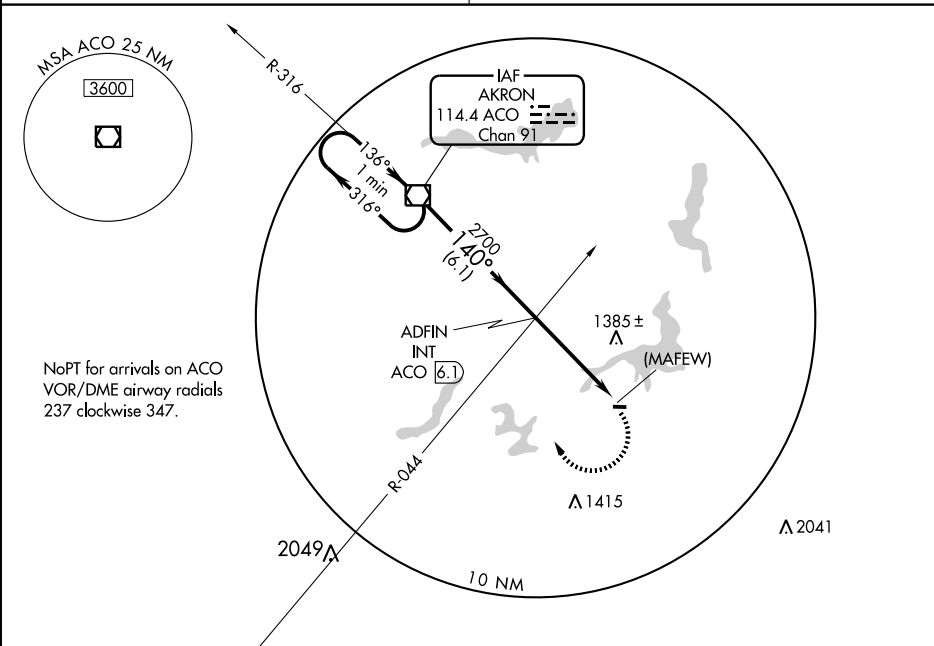 MSA ACO 25 NM
3600
R-316
IAF
AKRON
114.4 ACO
Chan 91
136°
1 min
316°
2700
140°
(6.1)
ADFIN
INT
ACO 6.1
1385 ±
(MAFEW)
NoPT for arrivals on ACO
VOR/DME airway radials
237 clockwise 347.
R-044
1415
2049
2041
10 NM